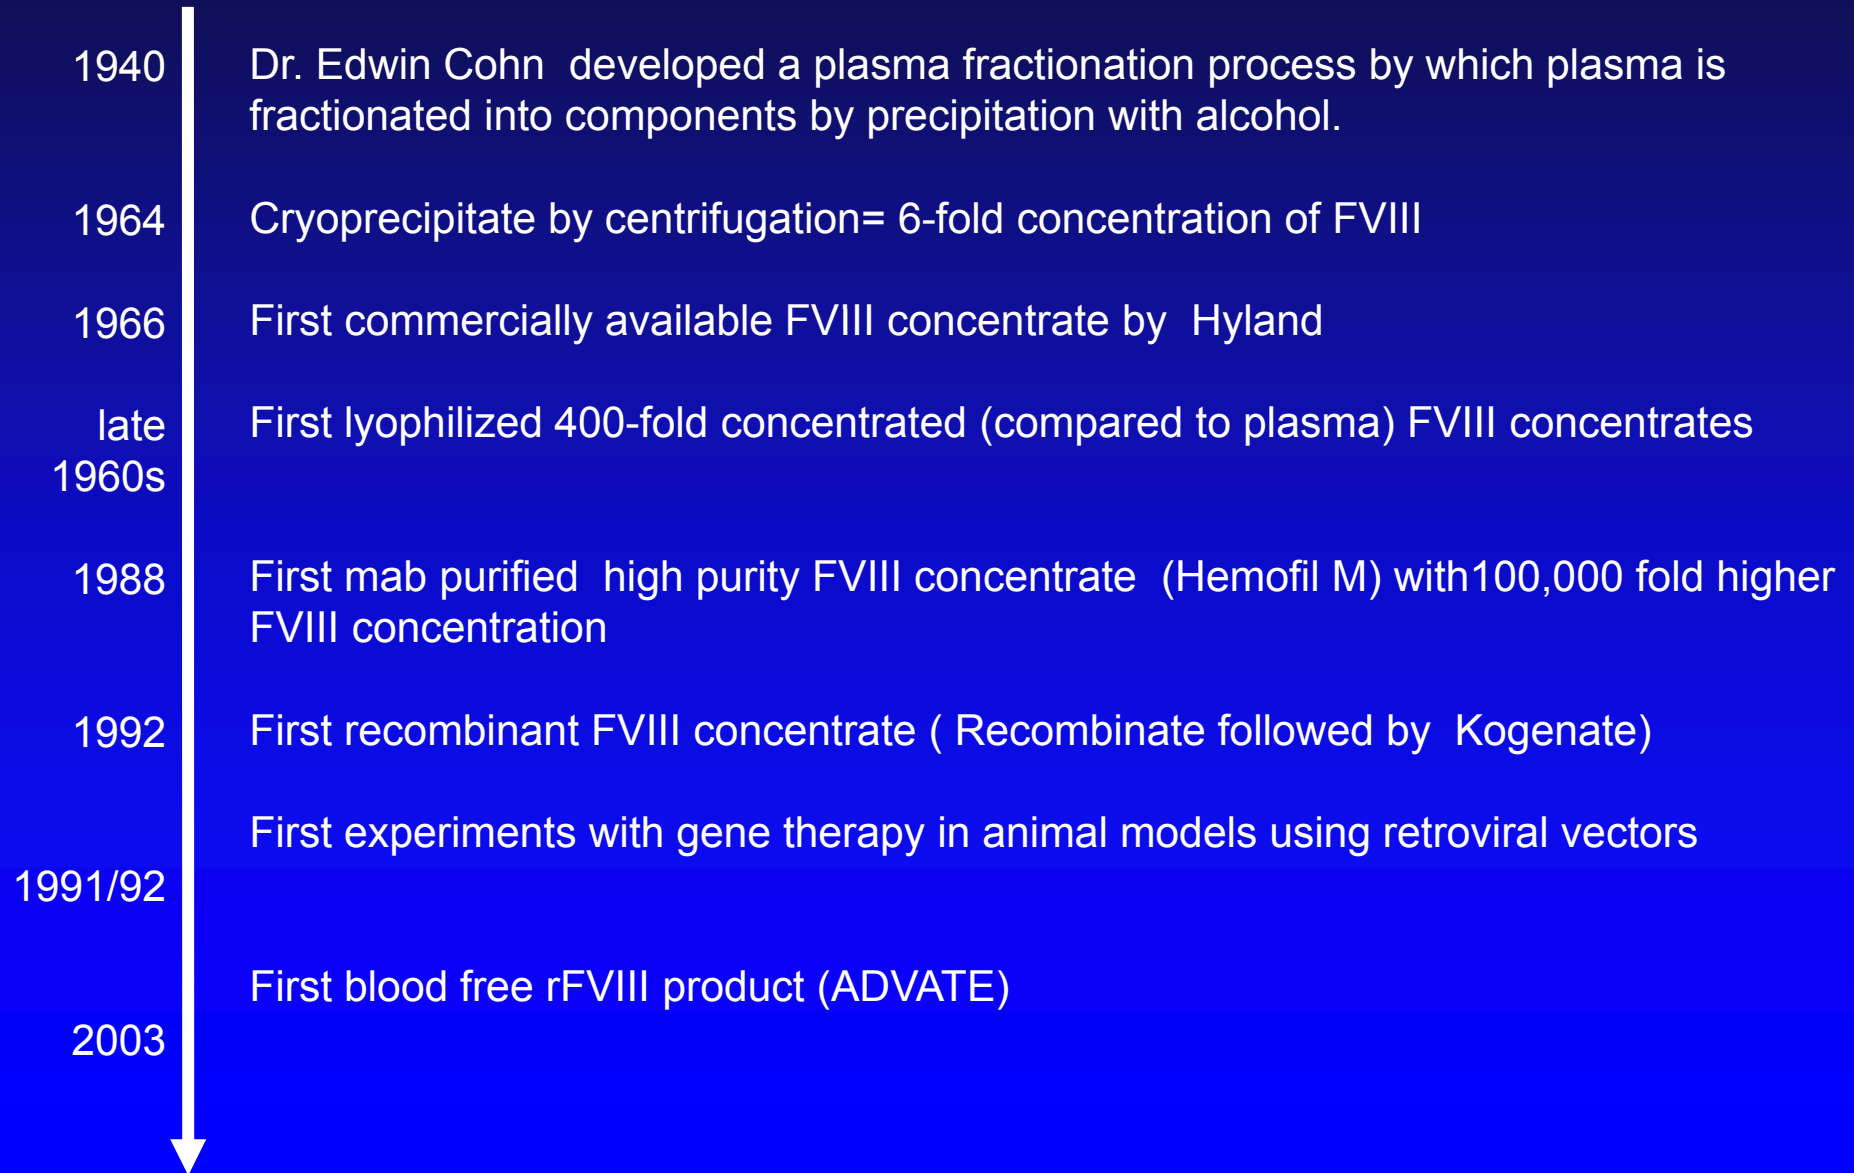 1940 Dr. Edwin Cohn  developed a plasma fractionation process by which plasma is
fractionated into components by precipitation with alcohol.
1964 Cryoprecipitate by centrifugation= 6-fold concentration of FVIII
1966 First commercially available FVIII concentrate by  Hyland
late First lyophilized 400-fold concentrated (compared to plasma) FVIII concentrates
1960s
1988 First mab purified  high purity FVIII concentrate  (Hemofil M) with100,000 fold higher
FVIII concentration
1992 First recombinant FVIII concentrate ( Recombinate followed by  Kogenate)
First experiments with gene therapy in animal models using retroviral vectors
1991/92
First blood free rFVIII product (ADVATE)
2003